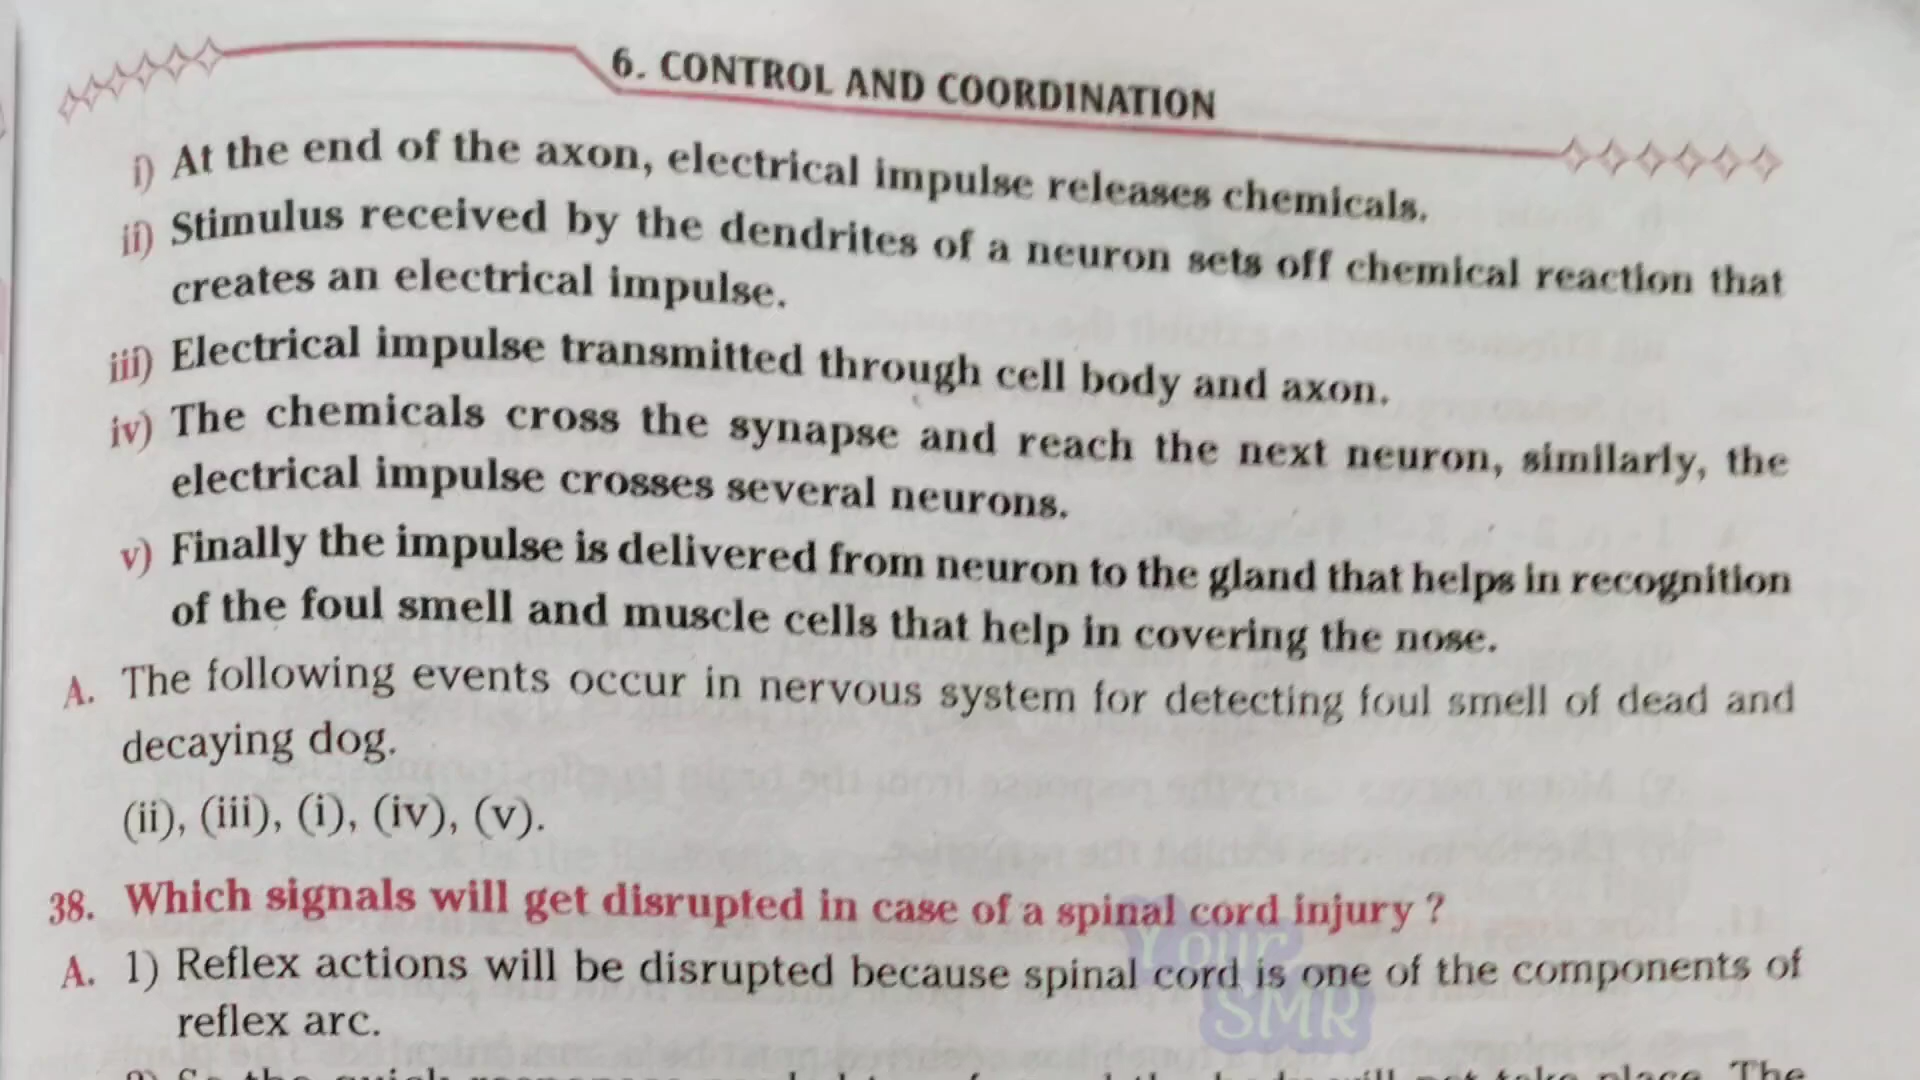 6. CONTROL AND COORDINATION
i) At the end of the axon, electrical impulse releases chemicals.
ii) Stimulus received by the dendrites of a neuron sets off chemical reaction that
creates an electrical impulse.
iii) Electrical impulse transmitted through cell body and axon.
iv) The chemicals cross the synapse and reach the next neuron, similarly, the
electrical impulse crosses several neurons.
v) Finally the impulse is delivered from neuron to the gland that helps in recognition
of the foul smell and muscle cells that help in covering the nose.
A. The following events occur in nervous system for detecting foul smell of dead and
decaying dog.
(ii), (iii), (i), (iv), (v).
38. Which signals will get disrupted in case of a spinal cord injury ?
A. 1) Reflex actions will be disrupted because spinal cord is one of the components of
reflex arc.
Your
SMR